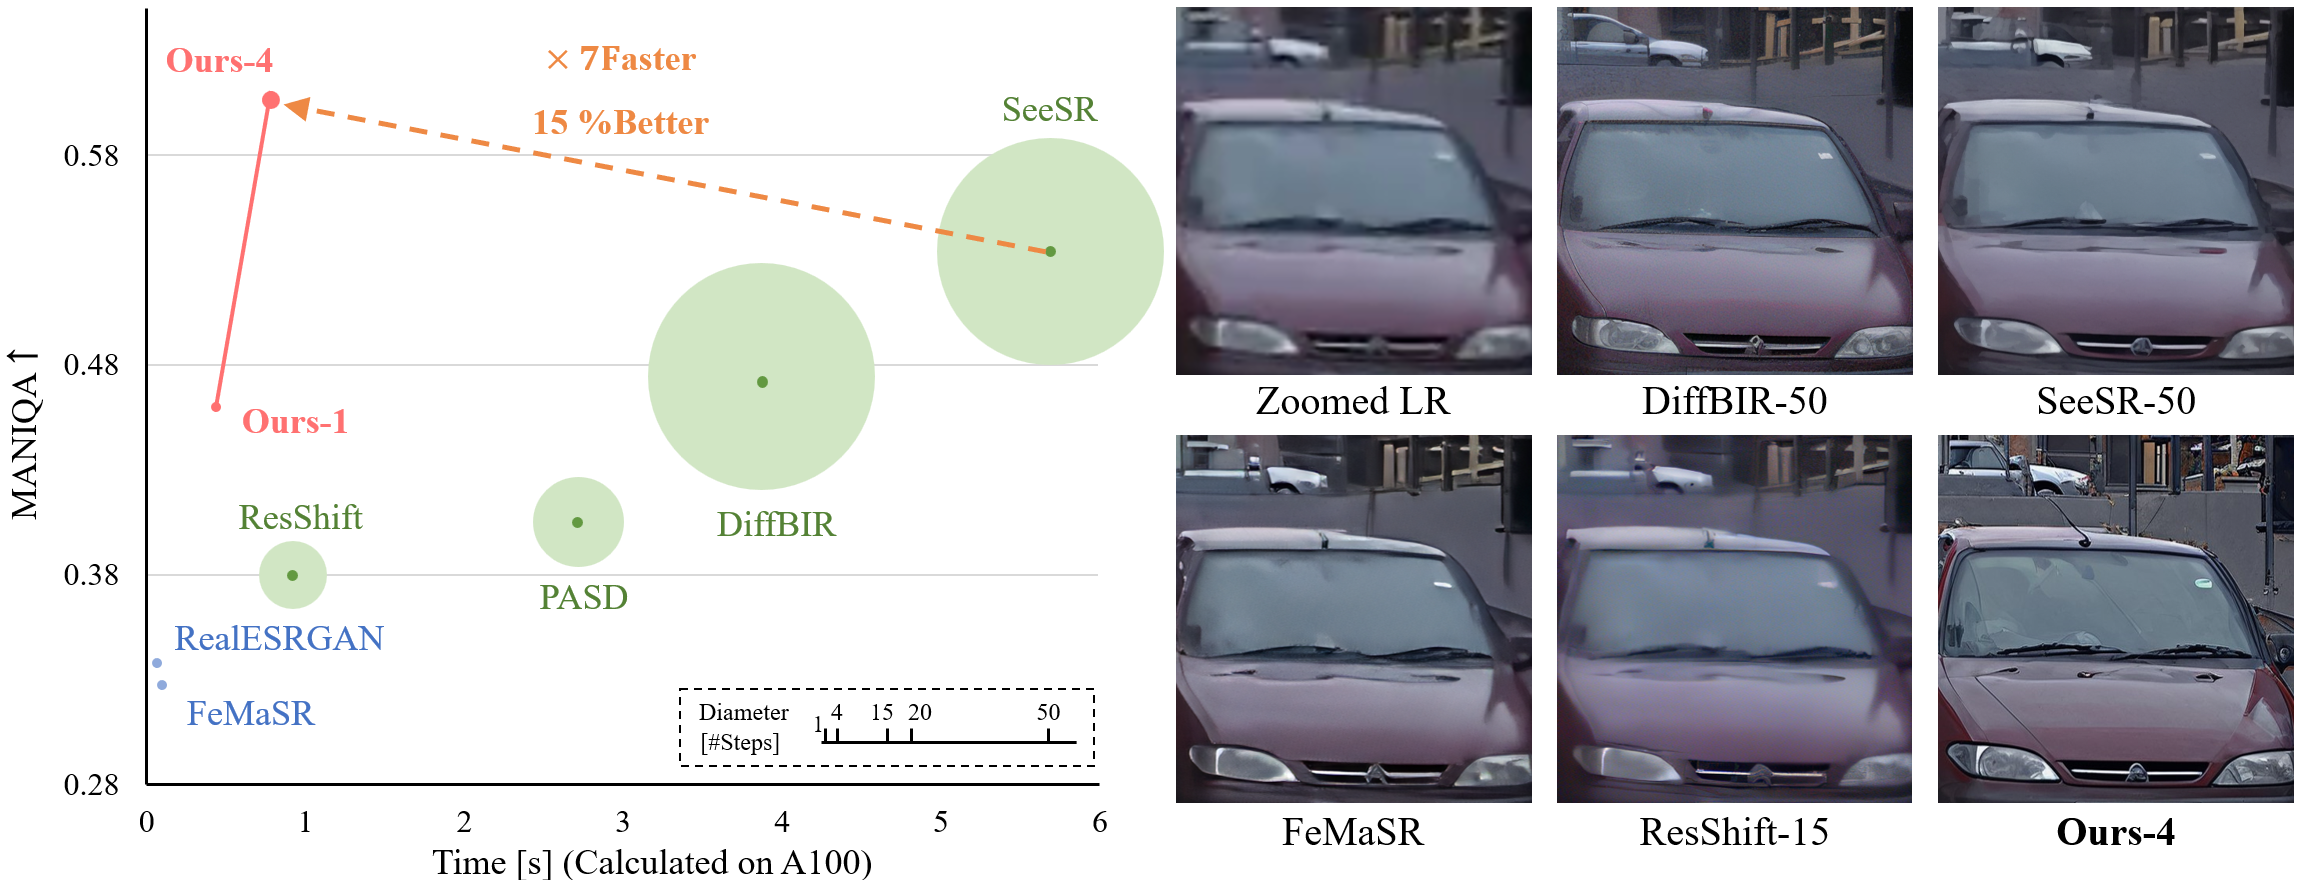 Ours-4
× 7Faster
15 %Better
SeeSR
0.58
0.48
0.38
0.28
MANIQA ↑
Ours-1
ResShift
PASD
DiffBIR
RealESRGAN
FeMaSR
Diameter
[#Steps]
1 4 15 20 50
0 1 2 3 4 5 6
Time [s] (Calculated on A100)
Zoomed LR
DiffBIR-50
SeeSR-50
FeMaSR
ResShift-15
Ours-4